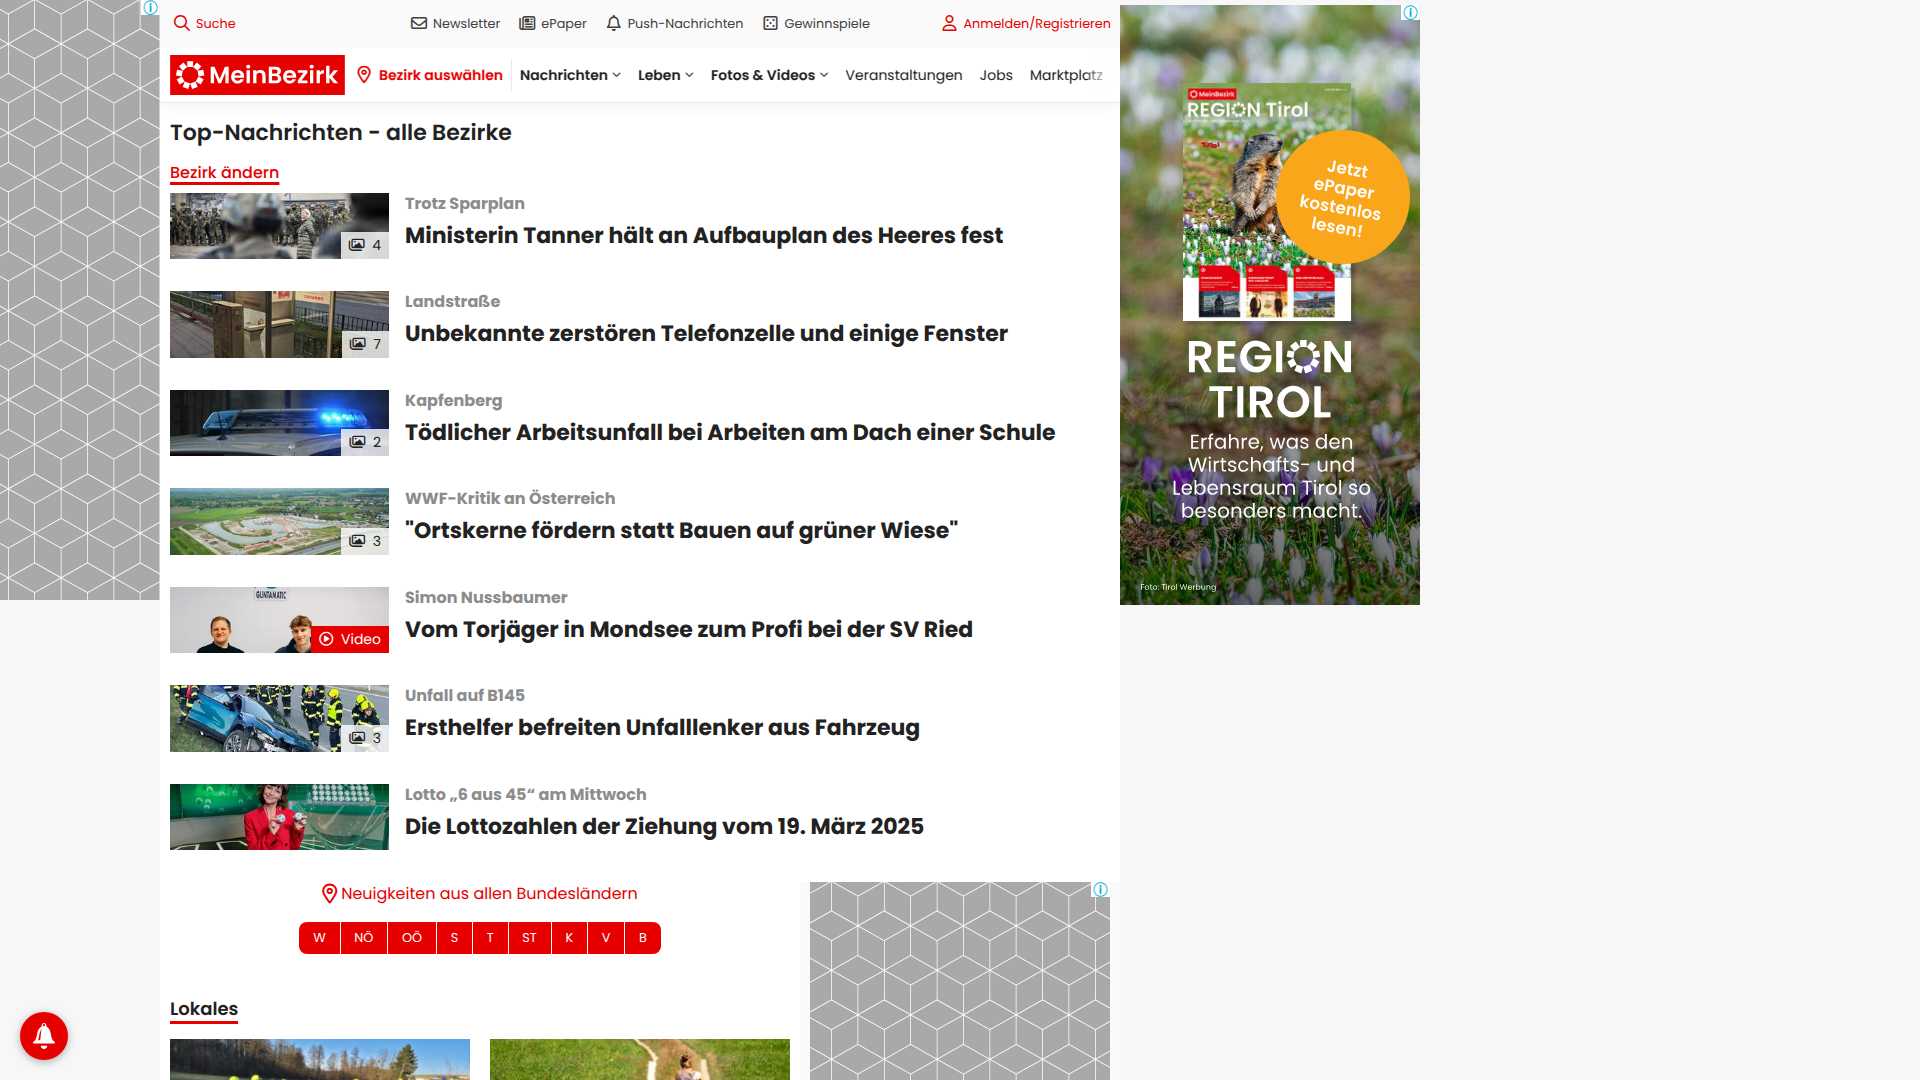 Suche
Newsletter
ePaper
Push-Nachrichten
Gewinnspiele
Anmelden/Registrieren
MeinBezirk
Bezirk auswählen
Nachrichten
Leben
Fotos & Videos
Veranstaltungen
Jobs
Marktplatz
Top-Nachrichten - alle Bezirke
Bezirk ändern
4
Trotz Sparplan
Ministerin Tanner hält an Aufbauplan des Heeres fest
7
Landstraße
Unbekannte zerstören Telefonzelle und einige Fenster
2
Kapfenberg
Tödlicher Arbeitsunfall bei Arbeiten am Dach einer Schule
3
WWF-Kritik an Österreich
"Ortskerne fördern statt Bauen auf grüner Wiese"
GUNTAMATIC
Video
Simon Nussbaumer
Vom Torjäger in Mondsee zum Profi bei der SV Ried
3
Unfall auf B145
Ersthelfer befreiten Unfalllenker aus Fahrzeug
Lotto „6 aus 45“ am Mittwoch
Die Lottozahlen der Ziehung vom 19. März 2025
Neuigkeiten aus allen Bundesländern
W
NÖ
OÖ
S
T
ST
K
V
B
Lokales
MeinBezirk
REGION Tirol
Tirol
Jetzt
ePaper
kostenlos
lesen!
REGION
TIROL
Erfahre, was den
Wirtschafts- und
Lebensraum Tirol so
besonders macht.
Foto: Tirol Werbung